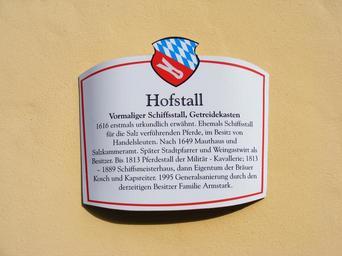 Hofstall
Vormaliger Schiffsstall, Getreidekasten
1616 erstmals urkundlich erwähnt. Ehemals Schiffsstall
für die Salz verführenden Pferde, im Besitz von
Handelsleuten. Nach 1649 Mauthaus und
Salzkammeramt. Später Stadtpfarrer und Weingastwirt als
Besitzer. Bis 1813 Pferdestall der Militär - Kavallerie; 1813
- 1889 Schiffsmeisterhaus, dann Eigentum der Bräuer
Kosch und Kapsreiter. 1995 Generalsanierung durch den
derzeitigen Besitzer Familie Armstark.